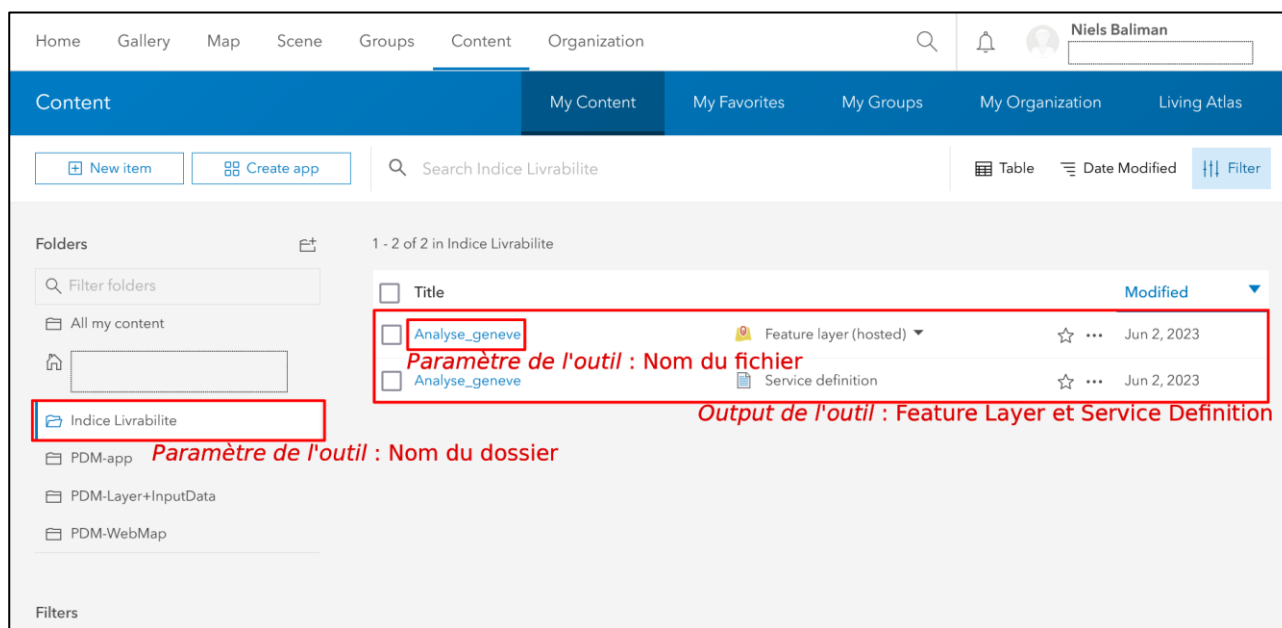 Home Gallery Map Scene Groups Content Organization Niels Baliman
Content My Content My Favorites My Groups My Organization Living Atlas
New item Create app Search Indice Livrabilite Table Date Modified Filter
Folders 1 - 2 of 2 in Indice Livrabilite
Filter folders
Title Modified
All my content
Analyse_geneve Feature layer (hosted) Jun 2, 2023
Paramètre de l'outil : Nom du fichier
Analyse_geneve Service definition Jun 2, 2023
Output de l'outil : Feature Layer et Service Definition
Indice Livrabilite
Paramètre de l'outil : Nom du dossier
PDM-app
PDM-Layer+InputData
PDM-WebMap
Filters